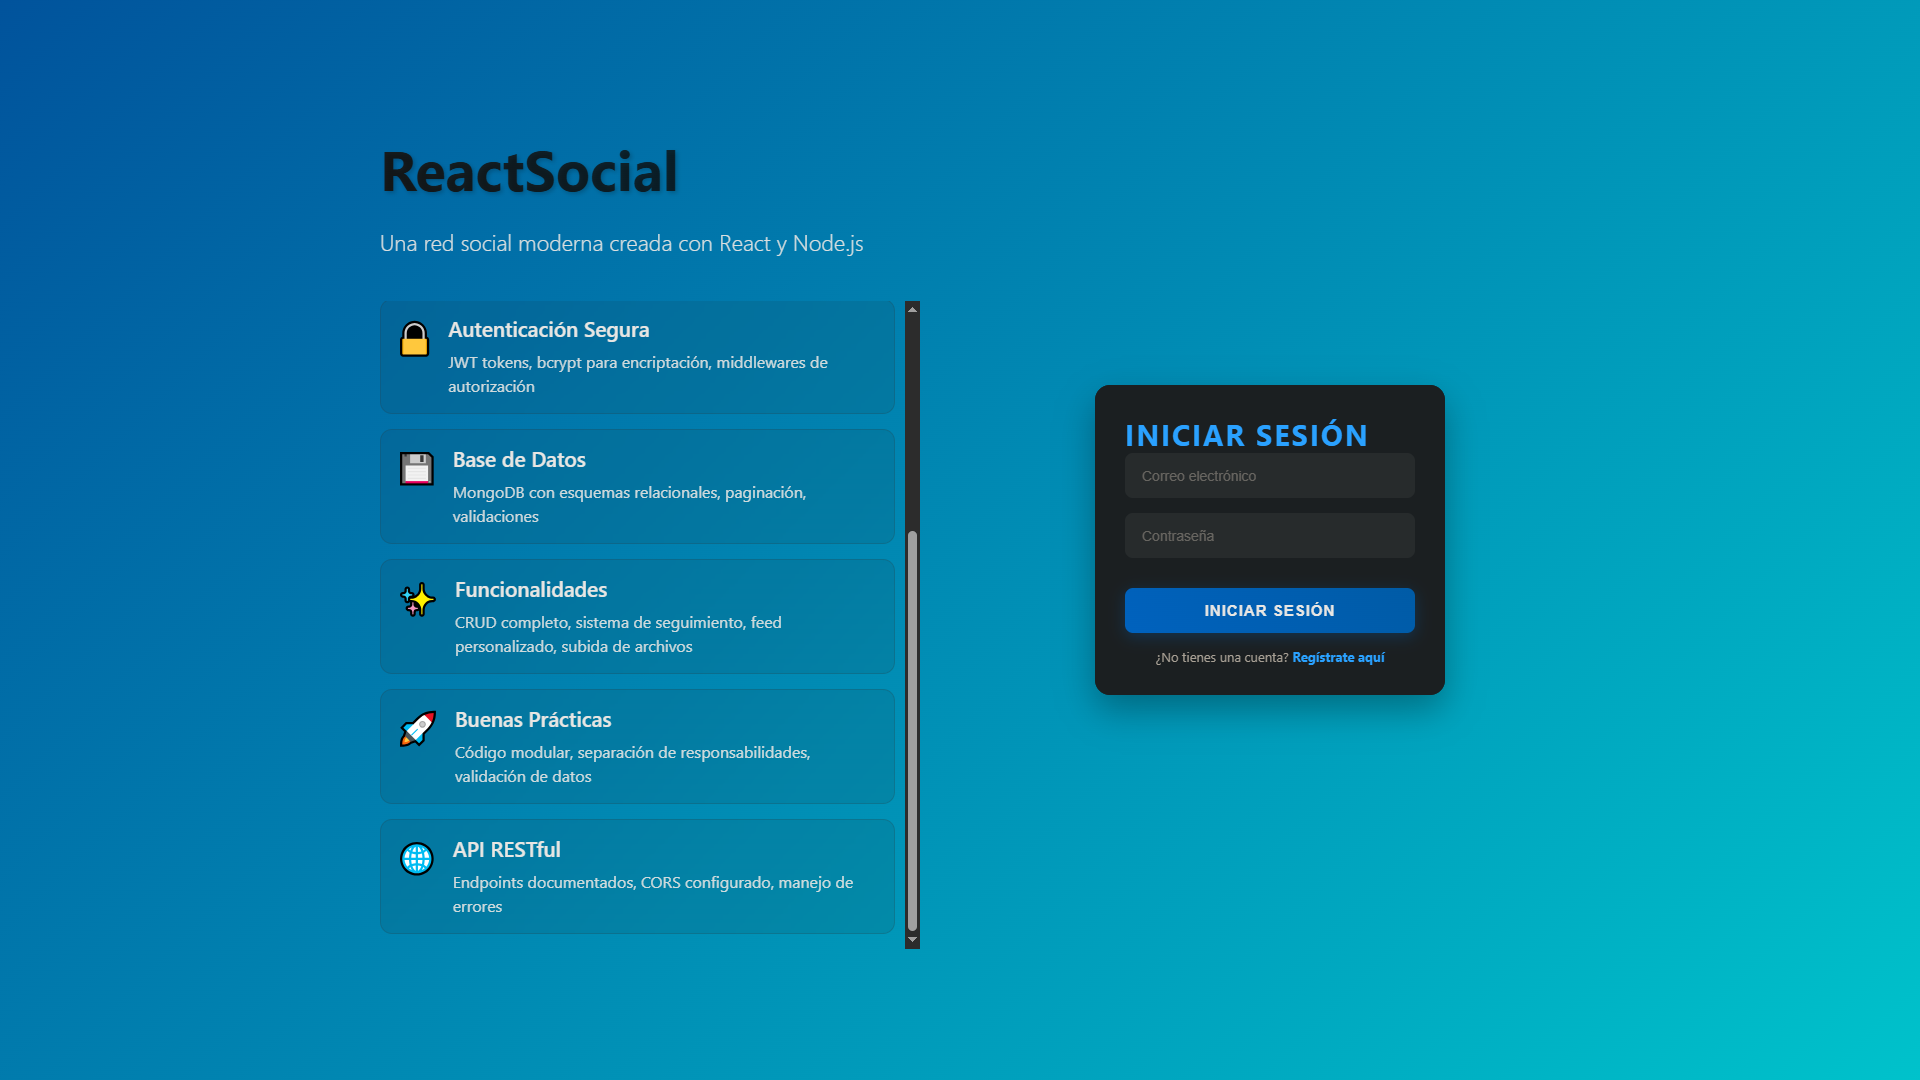 ReactSocial
Una red social moderna creada con React y Node.js
Autenticación Segura
JWT tokens, bcrypt para encriptación, middlewares de
autorización
Base de Datos
MongoDB con esquemas relacionales, paginación,
validaciones
Funcionalidades
CRUD completo, sistema de seguimiento, feed
personalizado, subida de archivos
Buenas Prácticas
Código modular, separación de responsabilidades,
validación de datos
API RESTful
Endpoints documentados, CORS configurado, manejo de
errores
INICIAR SESIÓN
Correo electrónico
Contraseña
INICIAR SESIÓN
¿No tienes una cuenta? Regístrate aquí